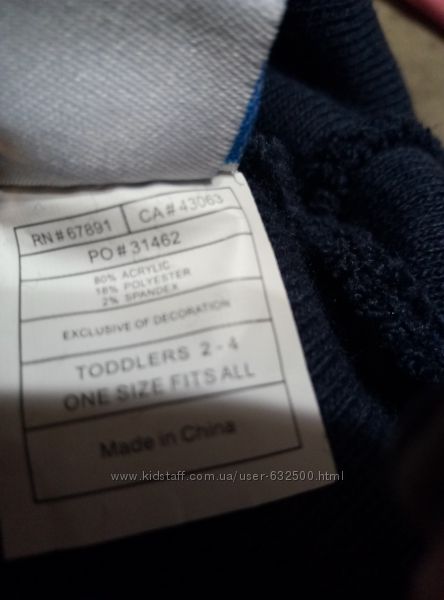 RN # 67891 CA # 43063
PO # 31462
80% ACRYLIC
18% POLYESTER
2% SPANDEX
EXCLUSIVE OF DECORATION
TODDLERS 2 - 4
ONE SIZE FITS ALL
Made in China
www.kidstaff.com.ua/user-632500.html